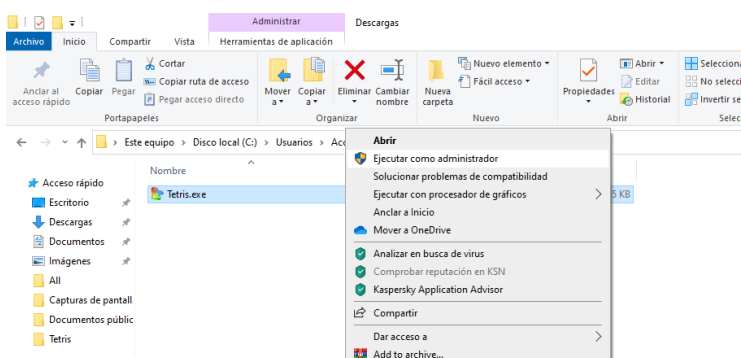 Administrar
Descargas
Archivo Inicio Compartir Vista Herramientas de aplicación
Anclar al acceso rápido
Copiar
Pegar
Cortar
Copiar ruta de acceso
Pegar acceso directo
Portapapeles
Mover a
Copiar a
Eliminar
Cambiar nombre
Organizar
Nueva carpeta
Nuevo elemento
Fácil acceso
Nuevo
Propiedades
Abrir
Editar
Historial
Abrir
Este equipo > Disco local (C:) > Usuarios >
Nombre
Acceso rápido
Escritorio
Descargas
Documentos
Imágenes
All
Capturas de pantall
Documentos públic
Tetris
Tetris.exe
KB
Abrir
Ejecutar como administrador
Solucionar problemas de compatibilidad
Ejecutar con procesador de gráficos
Anclar a Inicio
Mover a OneDrive
Analizar en busca de virus
Comprobar reputación en KSN
Kaspersky Application Advisor
Compartir
Dar acceso a
Add to archive...